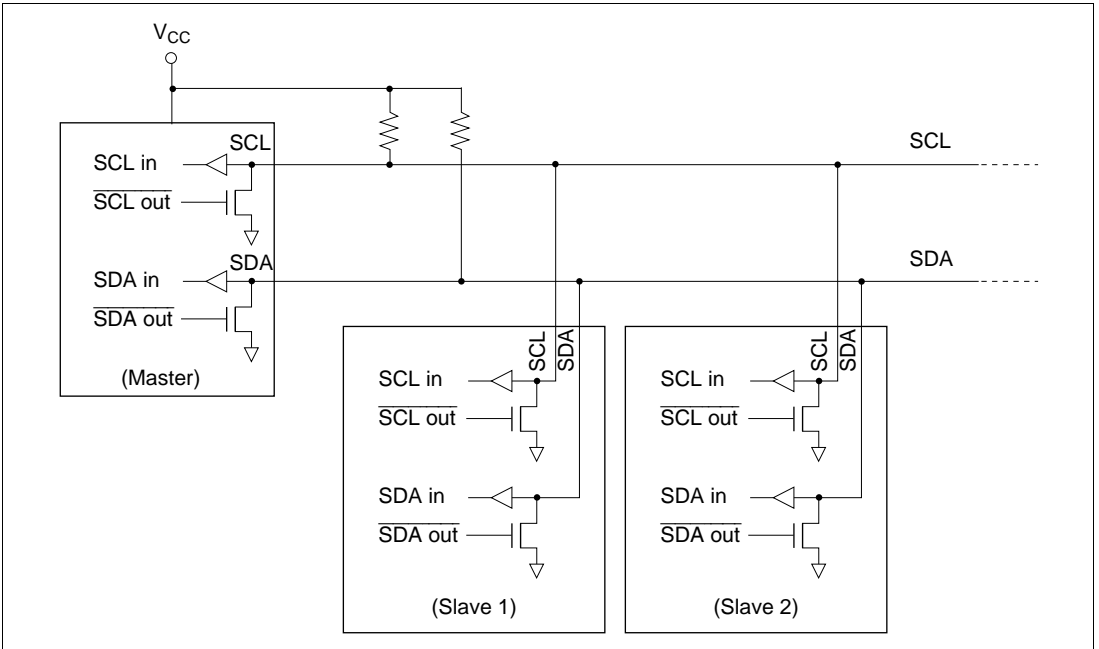 VCC
SCL
SCL in
SCL out
SDA
SDA in
SDA out
(Master)
SCL
SDA
SCL
SDA
SCL in
SCL out
SDA in
SDA out
(Slave 1)
SCL
SDA
SCL in
SCL out
SDA in
SDA out
(Slave 2)